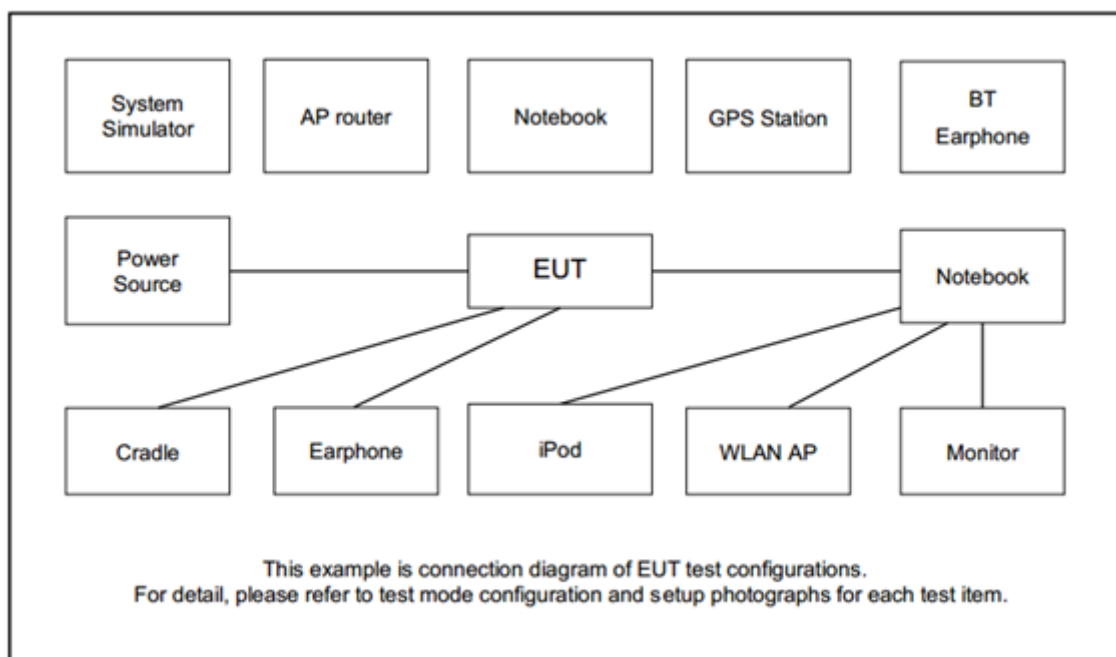 System
Simulator
AP router
Notebook
GPS Station
BT
Earphone
Power
Source
EUT
Notebook
Cradle
Earphone
iPod
WLAN AP
Monitor
This example is connection diagram of EUT test configurations.
For detail, please refer to test mode configuration and setup photographs for each test item.